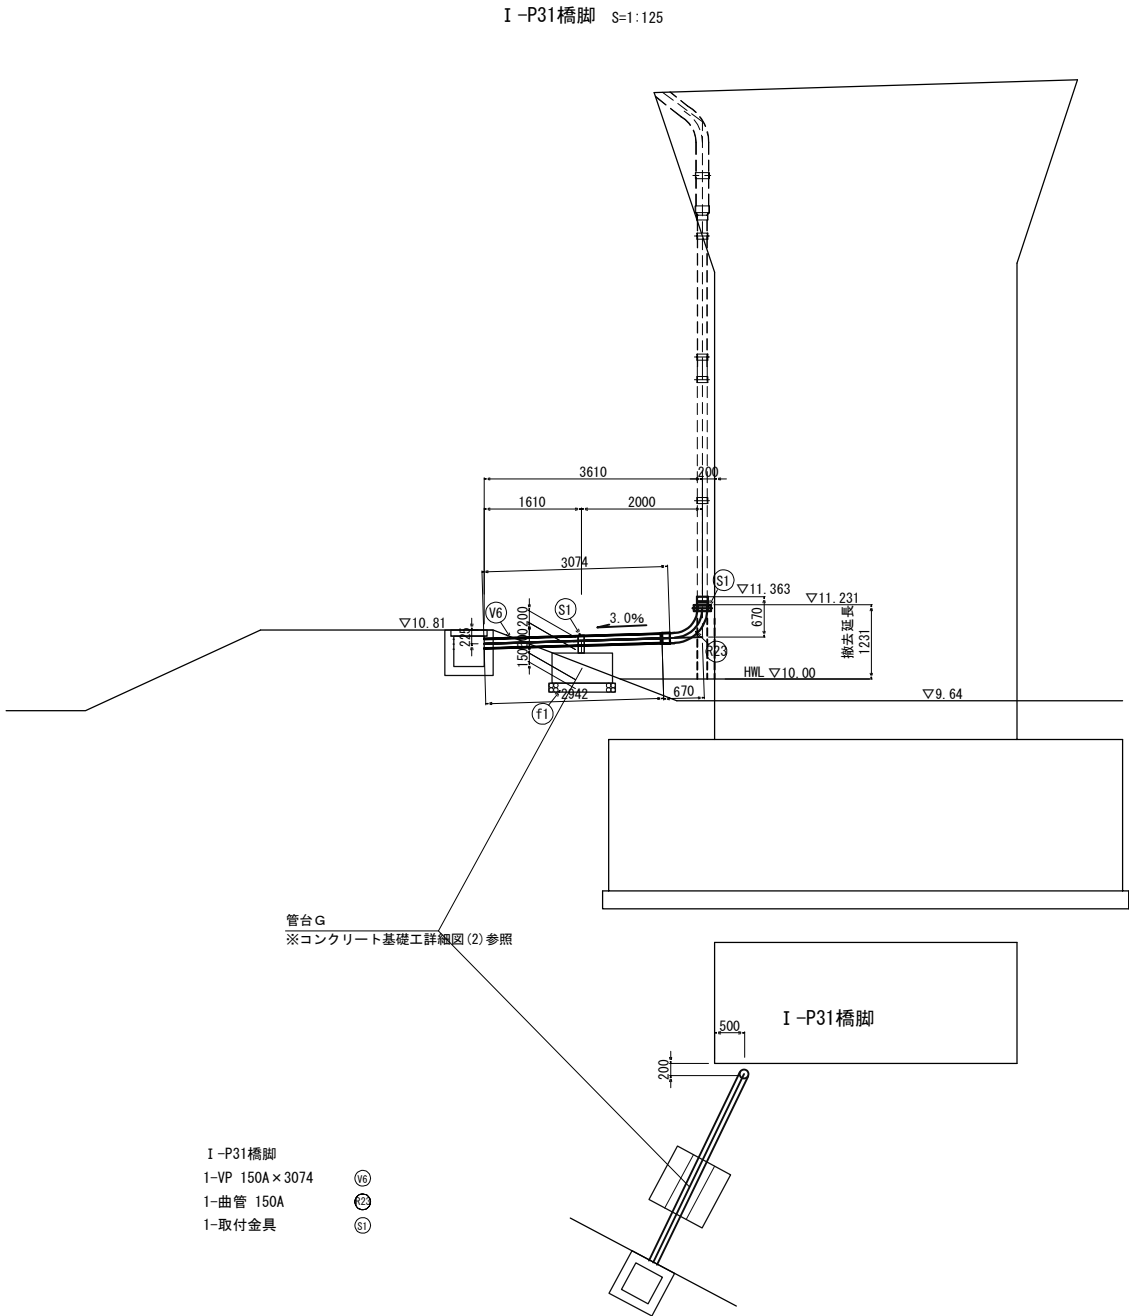 Ⅰ-P31橋脚 S=1:125
3610
200
1610
2000
3074
S1
▽11.363
▽11.231
S1
V6
200
3.0%
670
撤去延長
1231
▽10.81
225
200
150
R23
HWL ▽10.00
2942
670
▽9.64
f1
管台G
※コンクリート基礎工詳細図(2)参照
500
Ⅰ-P31橋脚
200
Ⅰ-P31橋脚
1-VP 150A×3074 V6
1-曲管 150A R23
1-取付金具 S1